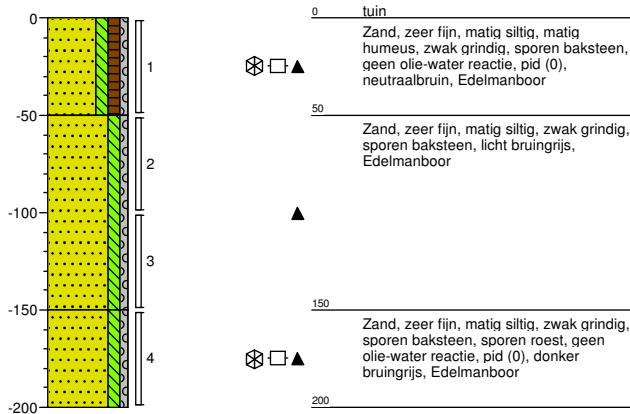 0
-50
-100
-150
-200
1
2
3
4
0 tuin
Zand, zeer fijn, matig siltig, matig
humeus, zwak grindig, sporen baksteen,
geen olie-water reactie, pid (0),
neutraalbruin, Edelmanboor
50
Zand, zeer fijn, matig siltig, zwak grindig,
sporen baksteen, licht bruingrijs,
Edelmanboor
150
Zand, zeer fijn, matig siltig, zwak grindig,
sporen baksteen, sporen roest, geen
olie-water reactie, pid (0), donker
bruingrijs, Edelmanboor
200